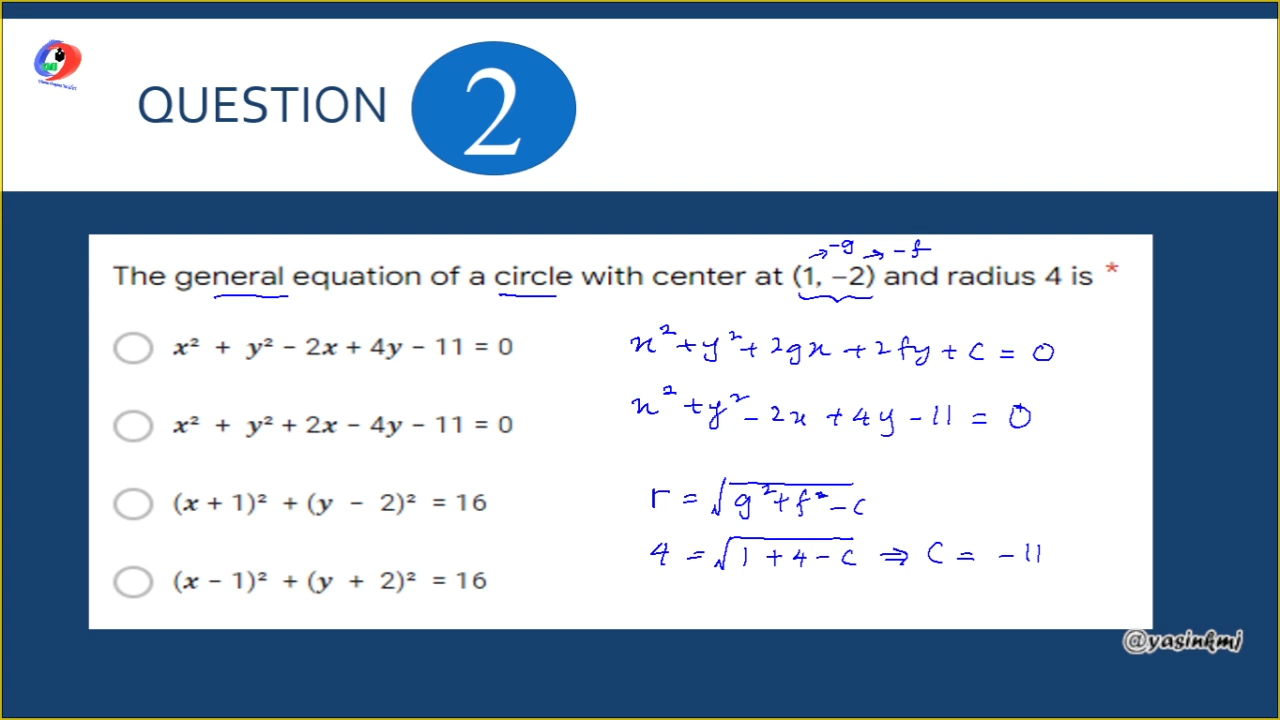 QUESTION 2
→ -g → -f
The general equation of a circle with center at (1, −2) and radius 4 is *
x² + y² − 2x + 4y − 11 = 0
x² + y² + 2x − 4y − 11 = 0
(x + 1)² + (y − 2)² = 16
(x − 1)² + (y + 2)² = 16
x² + y² + 2gx + 2fy + c = 0
x² + y² - 2x + 4y - 11 = 0
r = √g² + f² - c
4 = √1 + 4 - c ⇒ c = -11
@yasinkmj